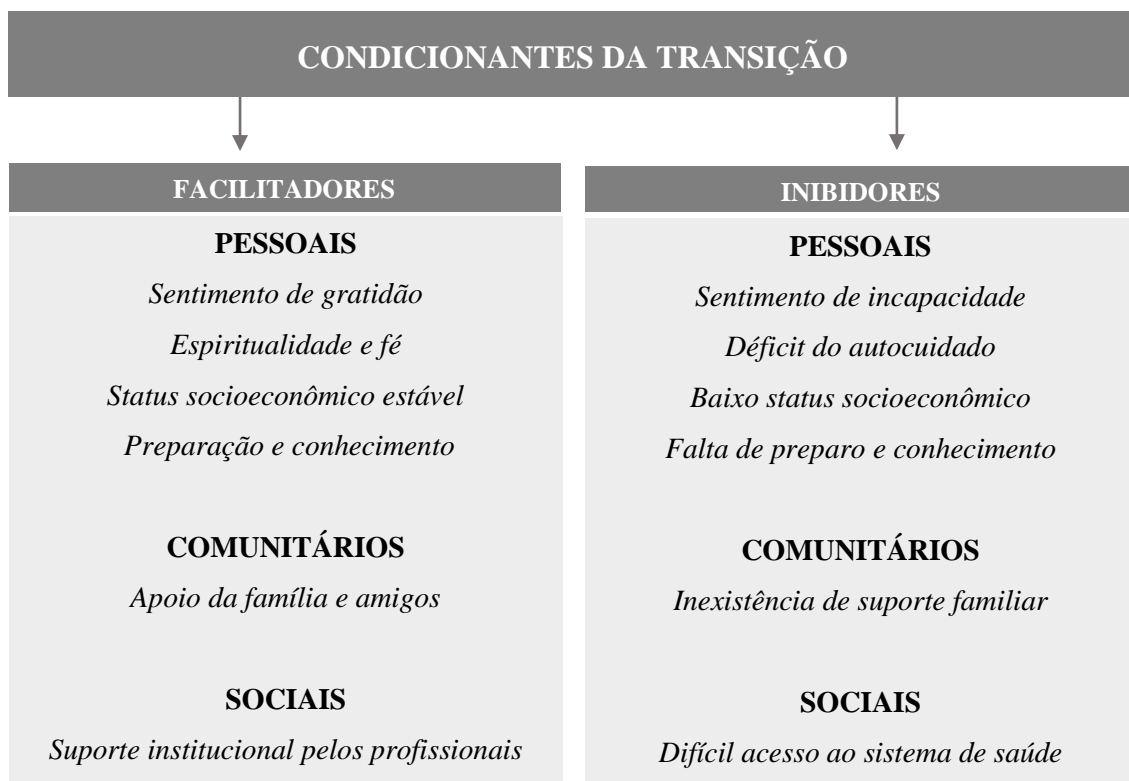 CONDICIONANTES DA TRANSIÇÃO
FACILITADORES
PESSOAIS
Sentimento de gratidão
Espiritualidade e fé
Status socioeconômico estável
Preparação e conhecimento
COMUNITÁRIOS
Apoio da família e amigos
SOCIAIS
Suporte institucional pelos profissionais
INIBIDORES
PESSOAIS
Sentimento de incapacidade
Déficit do autocuidado
Baixo status socioeconômico
Falta de preparo e conhecimento
COMUNITÁRIOS
Inexistência de suporte familiar
SOCIAIS
Difícil acesso ao sistema de saúde